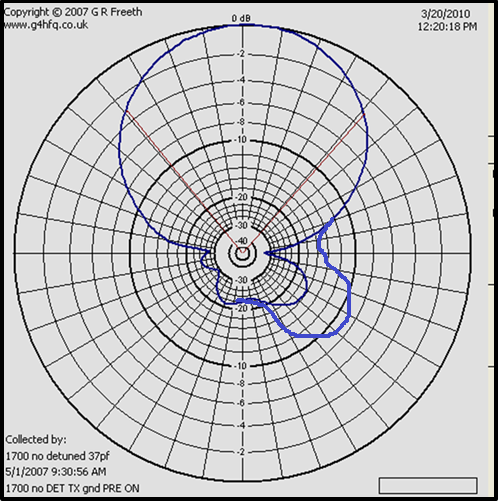 Copyright © 2007 G R Freeth
www.g4hfq.co.uk
3/20/2010
12:20:18 PM
0 dB
-2
-4
-6
-8
-10
-20
-30
-40
-30
-20
-10
-6
-4
-2
0 dB
Collected by:
1700 no detuned 37pf
5/1/2007 9:30:56 AM
1700 no DET TX gnd PRE ON